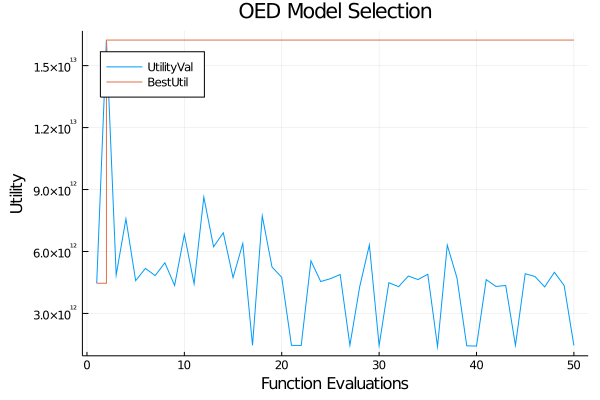 OED Model Selection
Utility
1.5×10¹³
1.2×10¹³
9.0×10¹²
6.0×10¹²
3.0×10¹²
UtilityVal
BestUtil
0 10 20 30 40 50
Function Evaluations